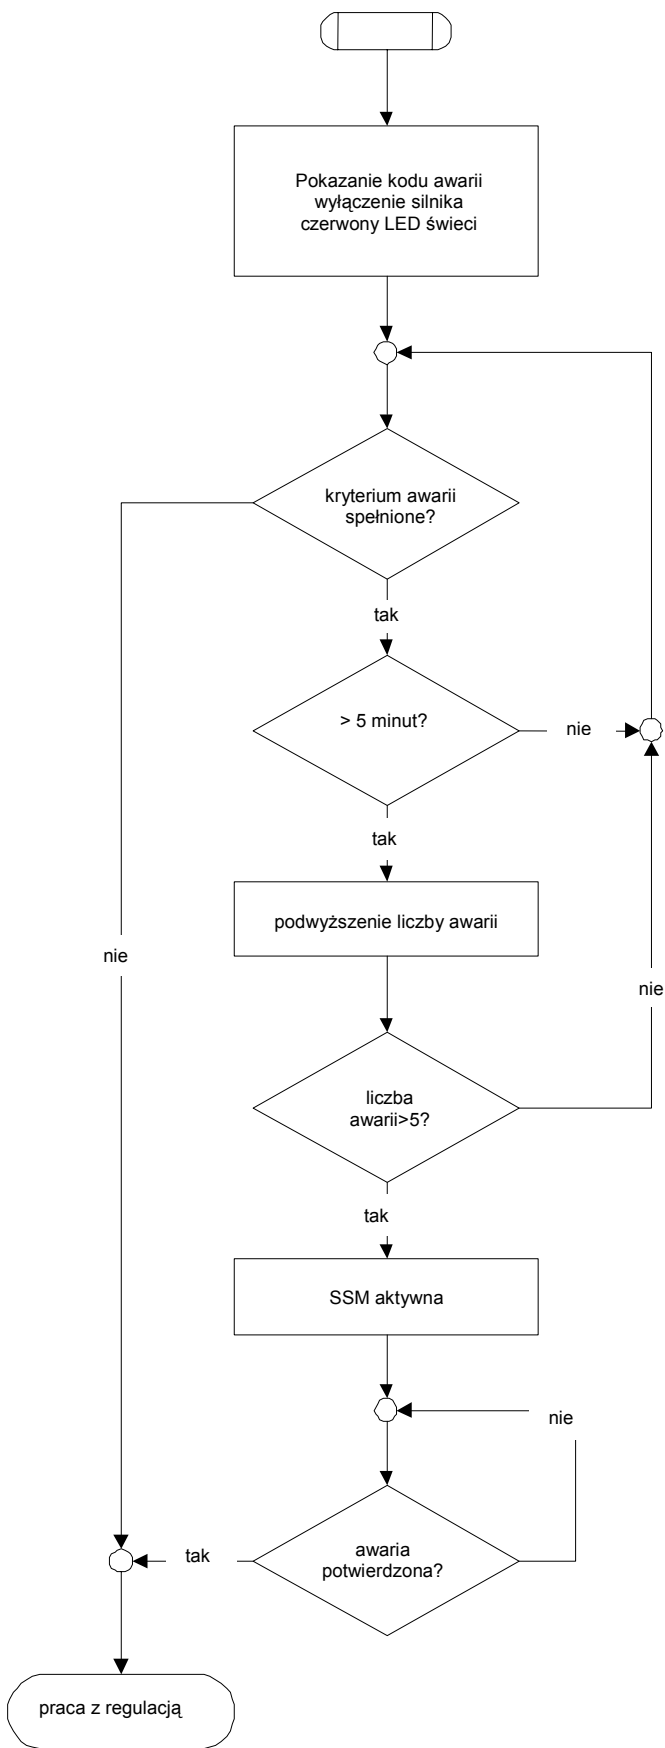 Pokazanie kodu awarii
wyłączenie silnika
czerwony LED świeci
kryterium awarii
spełnione?
tak
> 5 minut?
nie
tak
podwyższenie liczby awarii
nie
nie
liczba
awarii>5?
tak
SSM aktywna
nie
awaria
potwierdzona?
tak
praca z regulacją